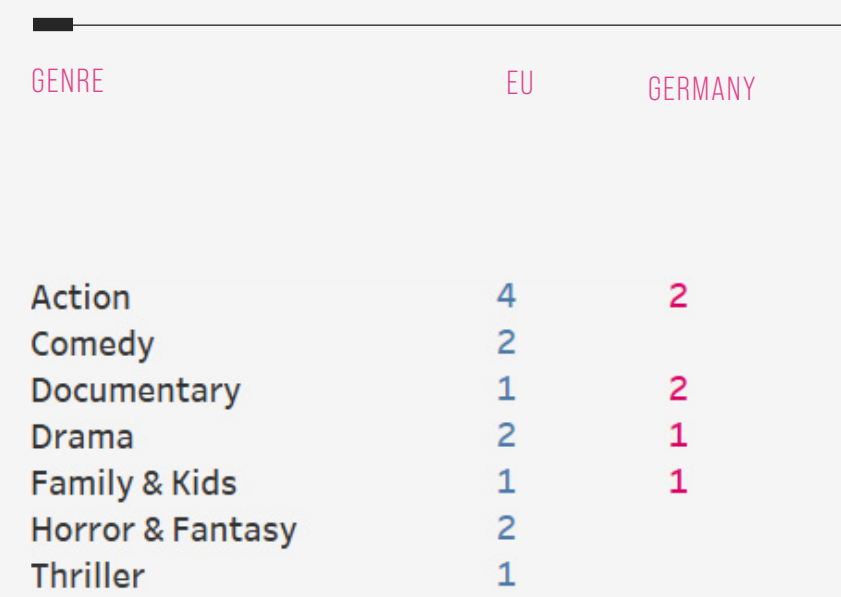 GENRE EU GERMANY
Action 4 2
Comedy 2
Documentary 1 2
Drama 2 1
Family & Kids 1 1
Horror & Fantasy 2
Thriller 1